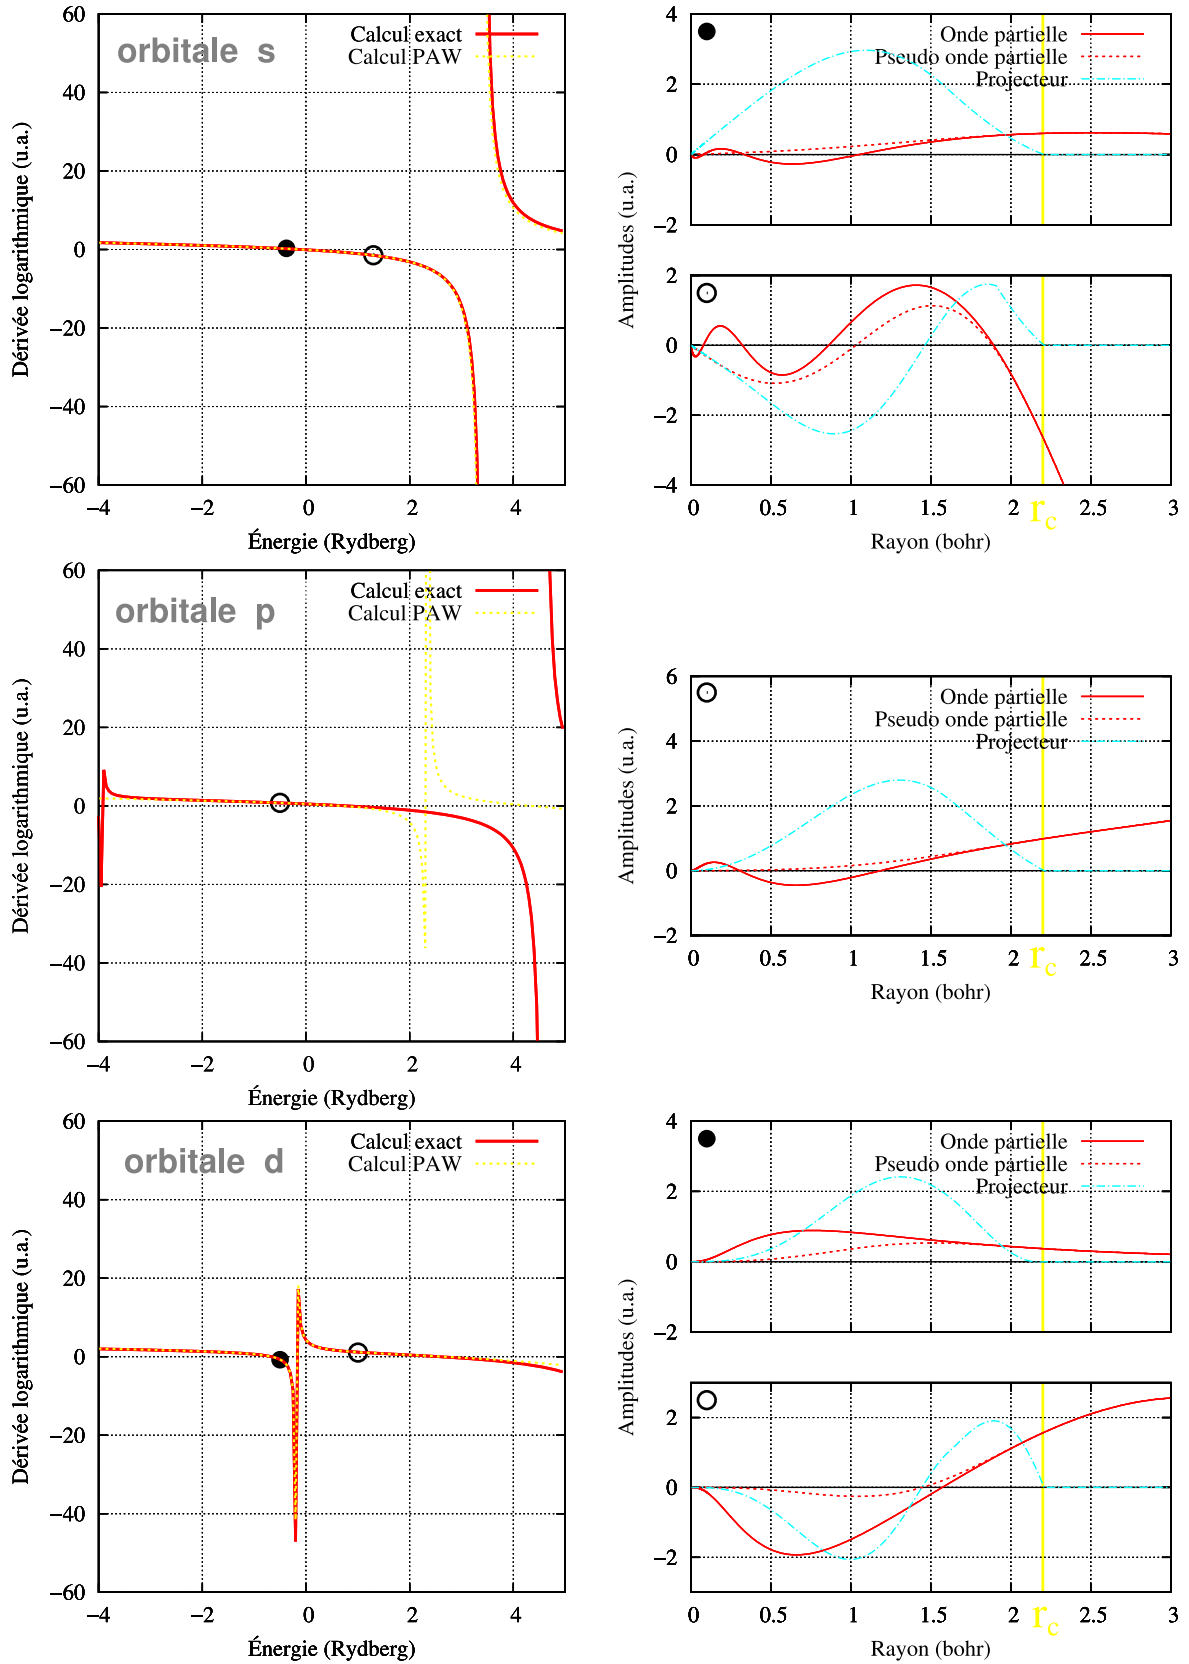 orbitale s
Calcul exact
Calcul PAW
Dérivée logarithmique (u.a.)
60
40
20
0
−20
−40
−60
−4
−2
0
2
4
Énergie (Rydberg)
Onde partielle
Pseudo onde partielle
Projecteur
4
2
0
−2
Amplitudes (u.a.)
2
0
−2
−4
0
0.5
1
1.5
2
2.5
3
r_c
Rayon (bohr)
orbitale p
Calcul exact
Calcul PAW
Dérivée logarithmique (u.a.)
60
40
20
0
−20
−40
−60
−4
−2
0
2
4
Énergie (Rydberg)
Onde partielle
Pseudo onde partielle
Projecteur
Amplitudes (u.a.)
6
4
2
0
−2
0
0.5
1
1.5
2
2.5
3
r_c
Rayon (bohr)
orbitale d
Calcul exact
Calcul PAW
Dérivée logarithmique (u.a.)
60
40
20
0
−20
−40
−60
−4
−2
0
2
4
Énergie (Rydberg)
Onde partielle
Pseudo onde partielle
Projecteur
4
2
0
−2
Amplitudes (u.a.)
2
0
−2
0
0.5
1
1.5
2
2.5
3
r_c
Rayon (bohr)